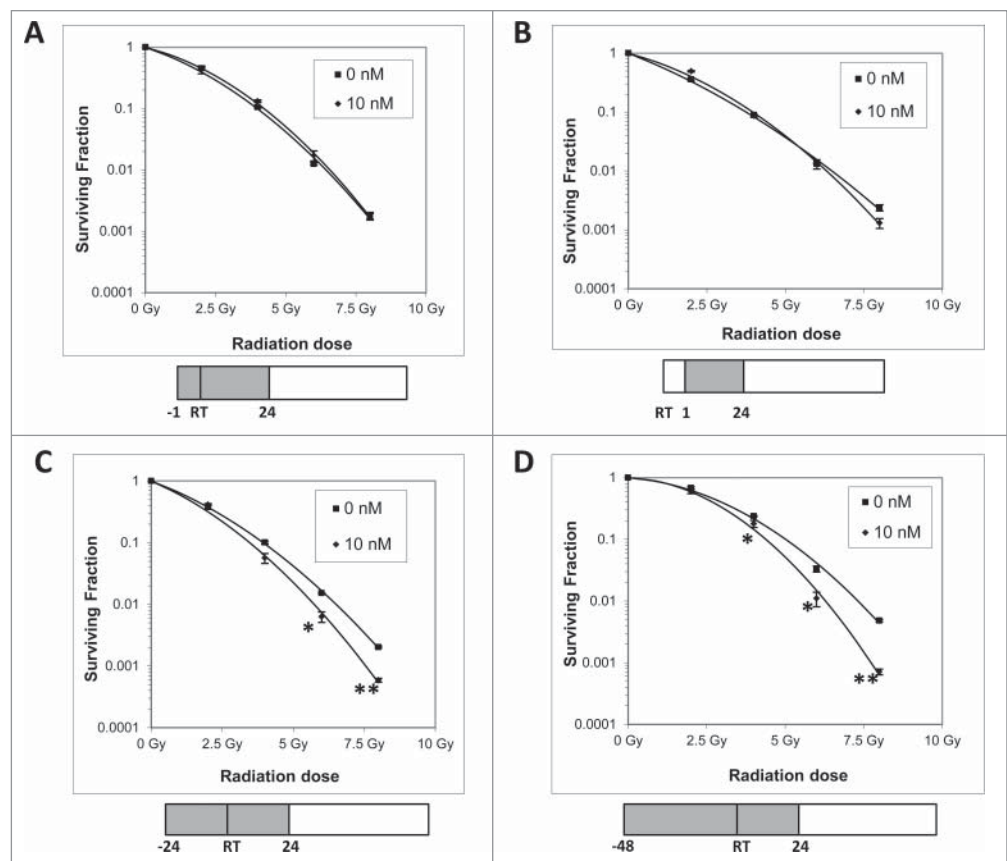 A
1
0.1
0.01
0.001
0.0001
Surviving Fraction
0 nM
10 nM
0 Gy 2.5 Gy 5 Gy 7.5 Gy 10 Gy
Radiation dose
-1 RT 24
B
1
0.1
0.01
0.001
0.0001
Surviving Fraction
0 nM
10 nM
0 Gy 2.5 Gy 5 Gy 7.5 Gy 10 Gy
Radiation dose
RT 1 24
C
1
0.1
0.01
0.001
0.0001
Surviving Fraction
0 nM
10 nM
*
**
0 Gy 2.5 Gy 5 Gy 7.5 Gy 10 Gy
Radiation dose
-24 RT 24
D
1
0.1
0.01
0.001
0.0001
Surviving Fraction
0 nM
10 nM
*
*
**
0 Gy 2.5 Gy 5 Gy 7.5 Gy 10 Gy
Radiation dose
-48 RT 24